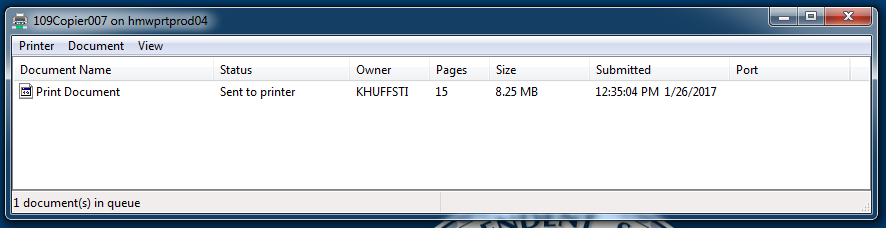 109Copier007 on hmwprtprod04
Printer Document View
Document Name Status Owner Pages Size Submitted Port
Print Document Sent to printer KHUFFSTI 15 8.25 MB 12:35:04 PM 1/26/2017
1 document(s) in queue